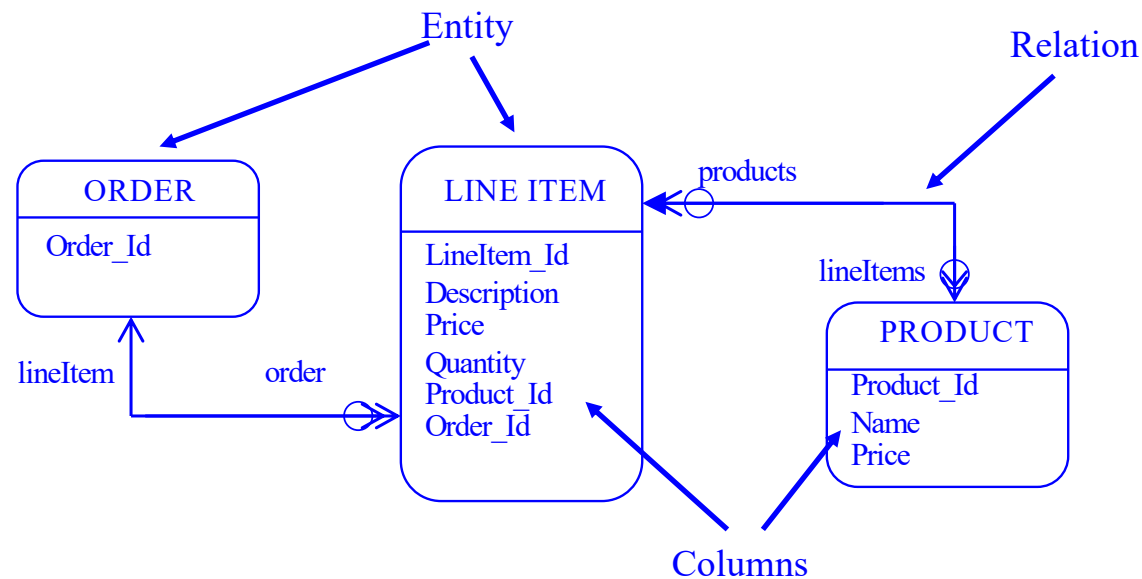 Entity
Relation
ORDER
Order_Id
LINE ITEM
LineItem_Id
Description
Price
Quantity
Product_Id
Order_Id
products
lineItems
PRODUCT
Product_Id
Name
Price
lineItem
order
Columns